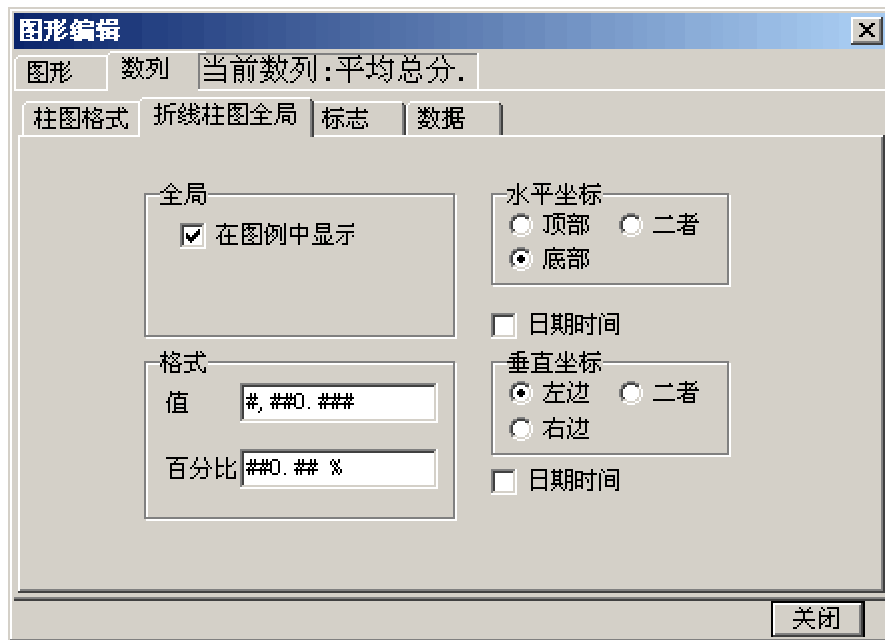 图形编辑
图形 数列 当前数列:平均总分.
柱图格式 折线柱图全局 标志 数据
全局
在图例中显示
水平坐标
顶部 二者
底部
日期时间
格式
值 #,##0.###
百分比 ##0.## %
垂直坐标
左边 二者
右边
日期时间
关闭